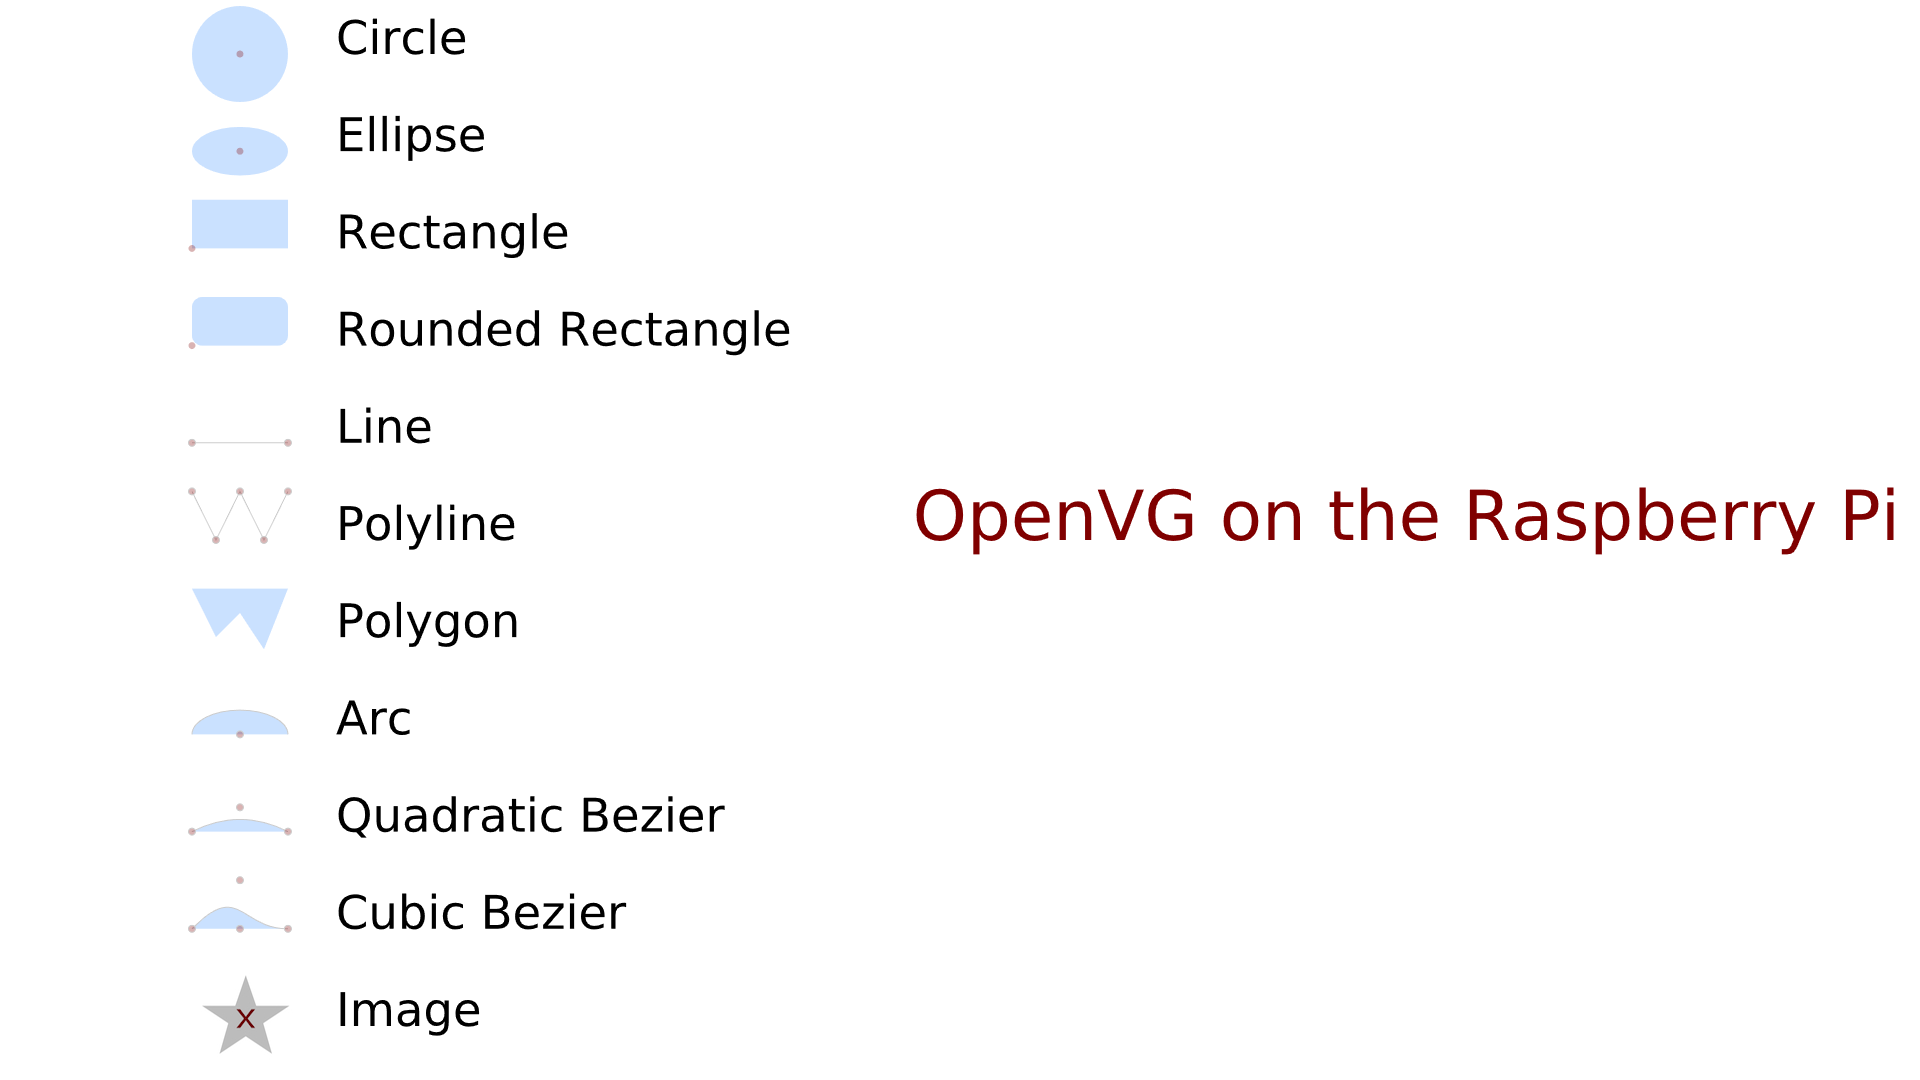 Circle
Ellipse
Rectangle
Rounded Rectangle
Line
Polyline
OpenVG on the Raspberry Pi
Polygon
Arc
Quadratic Bezier
Cubic Bezier
X
Image